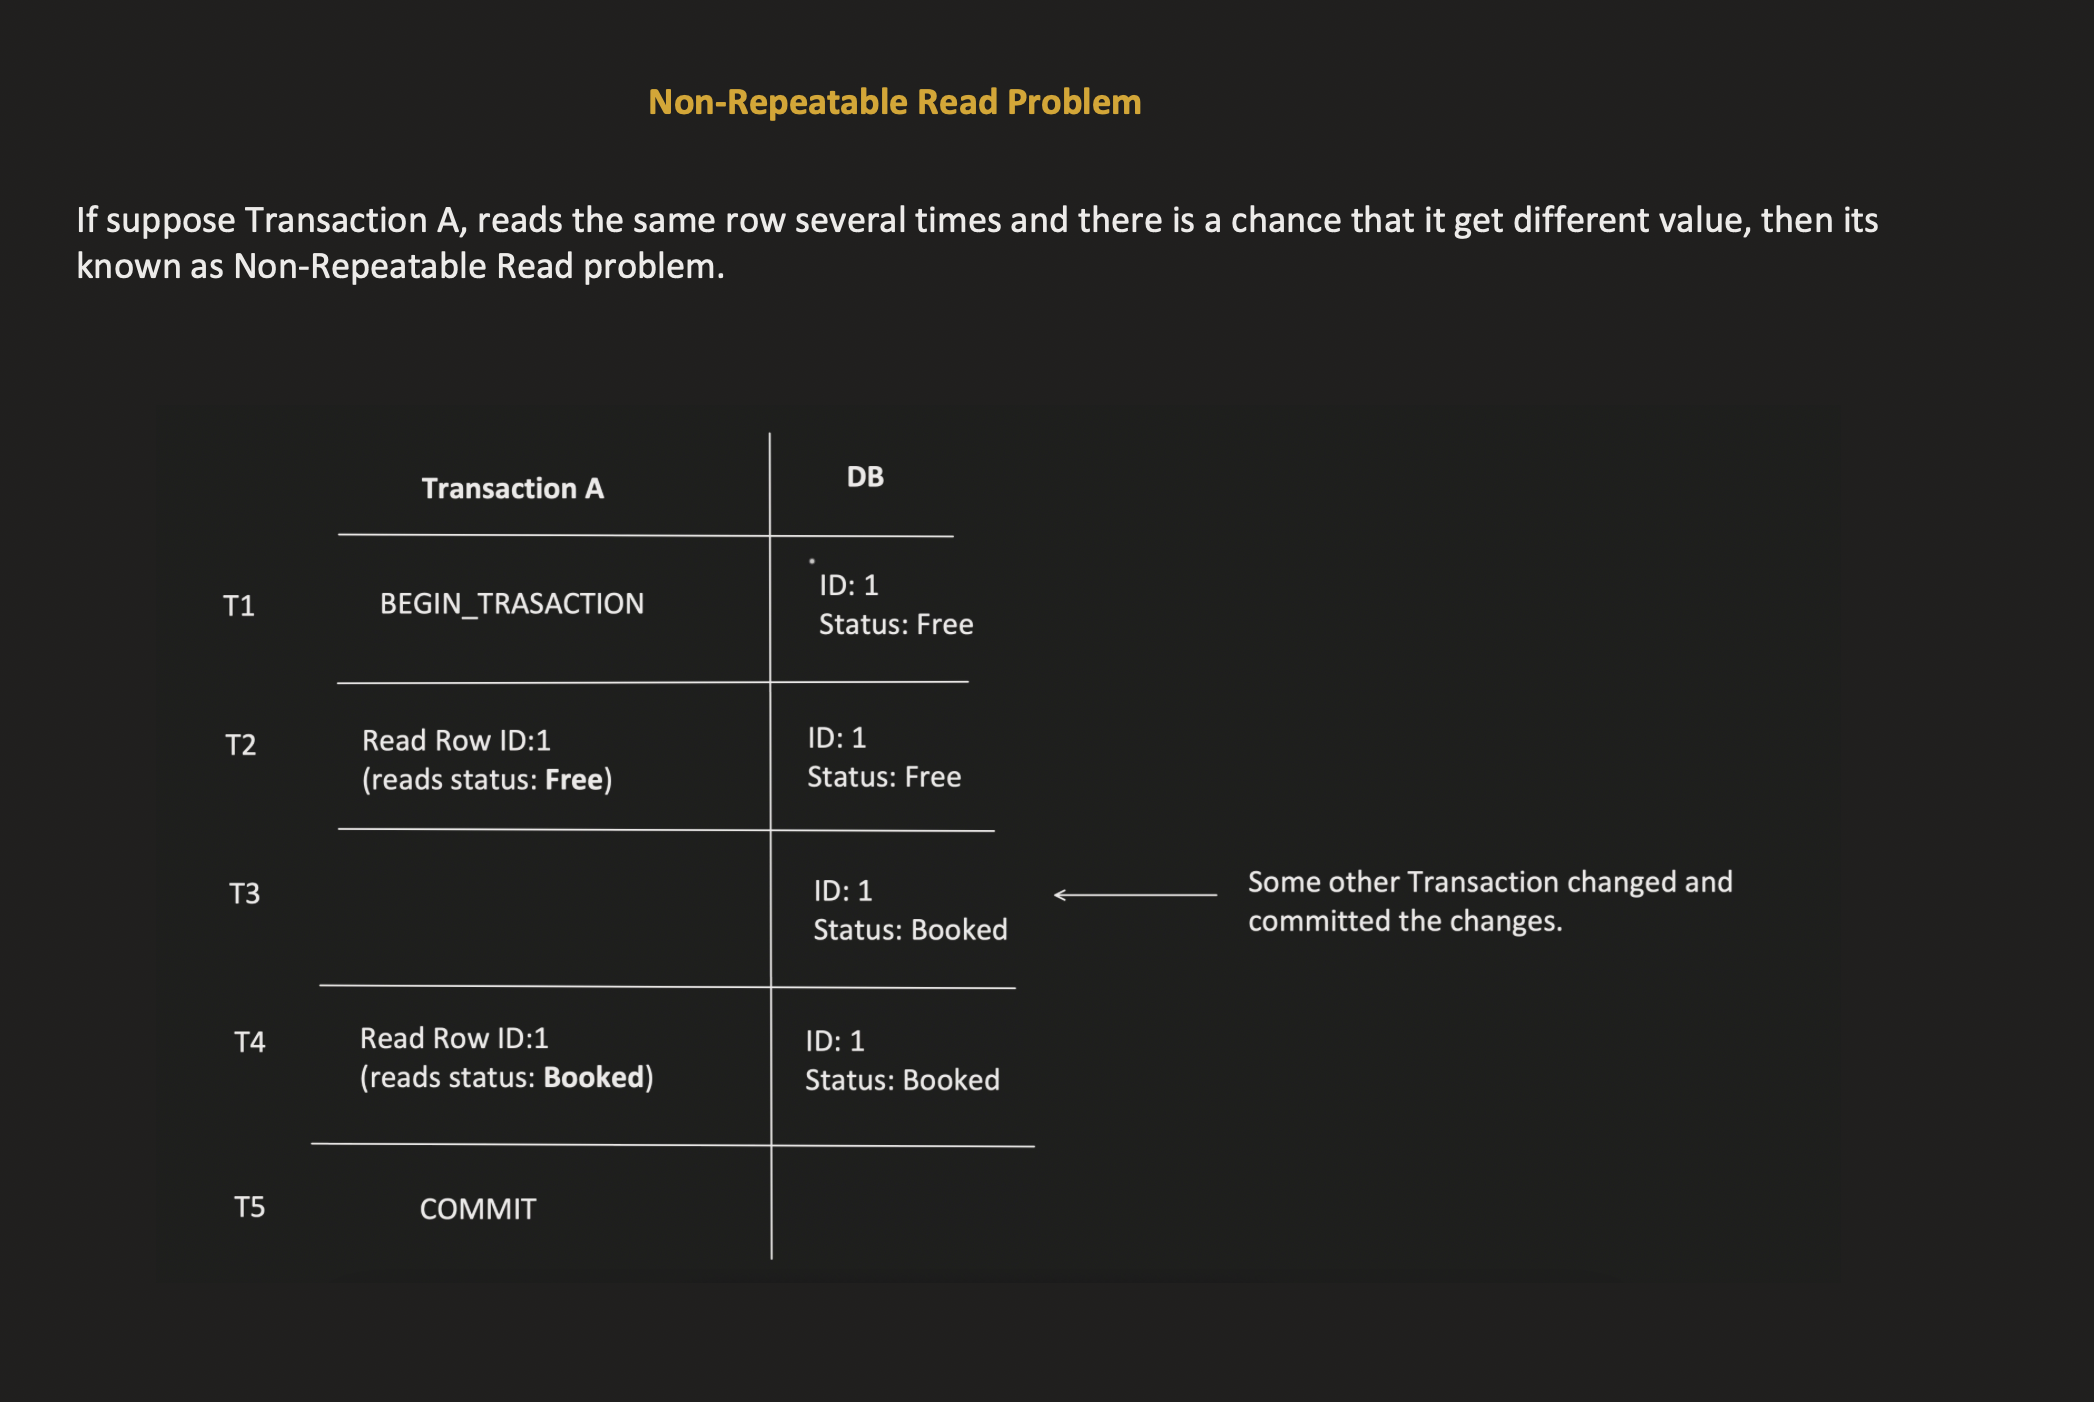 Non-Repeatable Read Problem
If suppose Transaction A, reads the same row several times and there is a chance that it get different value, then its
known as Non-Repeatable Read problem.
Transaction A
DB
T1
BEGIN_TRASACTION
ID: 1
Status: Free
T2
Read Row ID:1
(reads status: Free)
ID: 1
Status: Free
T3
ID: 1
Status: Booked
Some other Transaction changed and
committed the changes.
T4
Read Row ID:1
(reads status: Booked)
ID: 1
Status: Booked
T5
COMMIT